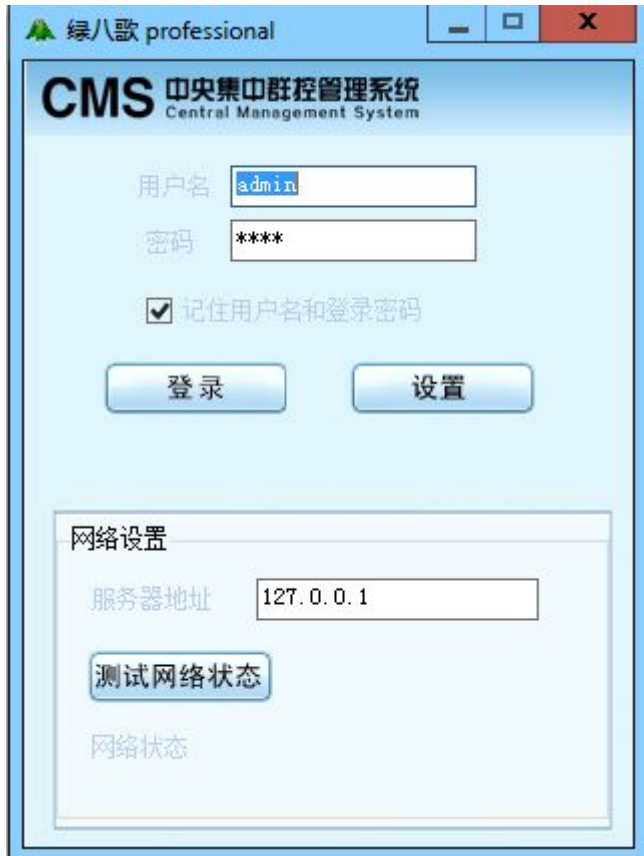 绿八歌 professional
CMS 中央集中群控管理系统
Central Management System
用户名 admin
密码 ****
记住用户名和登录密码
登录 设置
网络设置
服务器地址 127.0.0.1
测试网络状态
网络状态